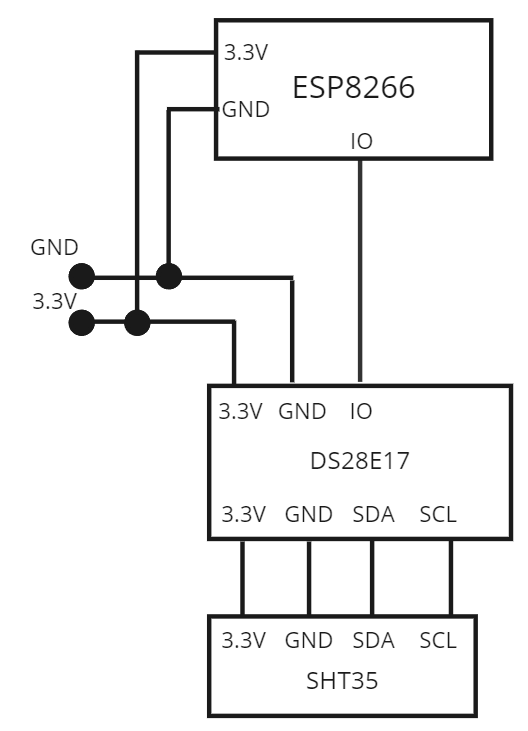 3.3V
ESP8266
GND
IO
GND
3.3V
3.3V GND IO
DS28E17
3.3V GND SDA SCL
3.3V GND SDA SCL
SHT35